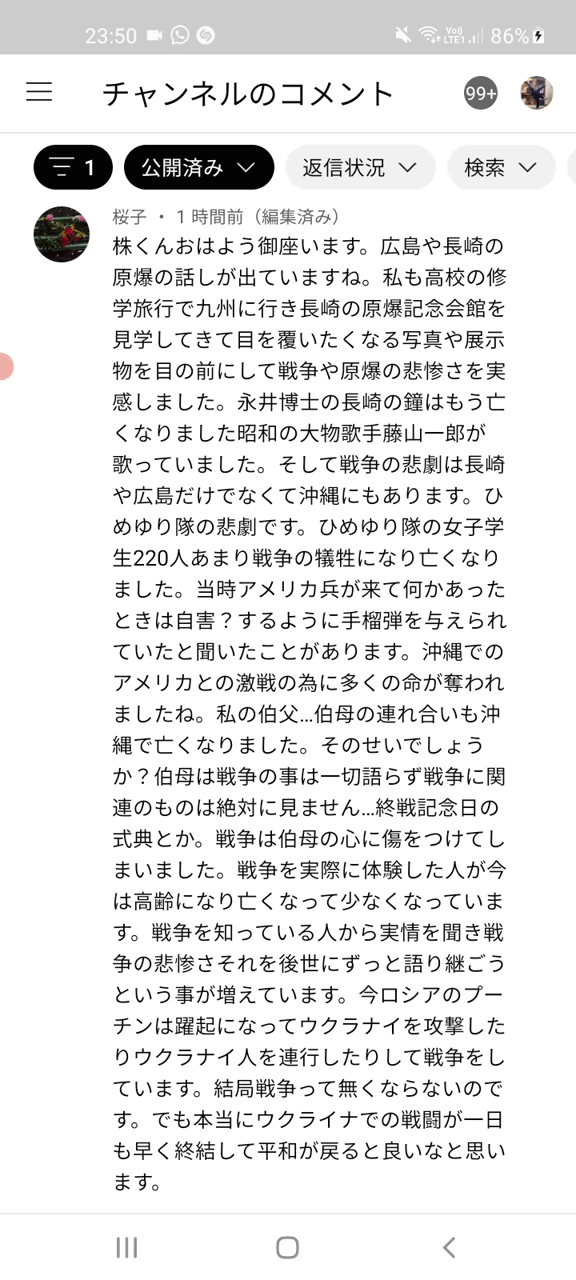 23:50
Vo))
LTE1
86%
チャンネルのコメント
99+
1
公開済み
返信状況
検索
桜子 • 1 時間前（編集済み）
株くんおはよう御座います。広島や長崎の
原爆の話しが出ていますね。私も高校の修
学旅行で九州に行き長崎の原爆記念会館を
見学してきて目を覆いたくなる写真や展示
物を目の前にして戦争や原爆の悲惨さを実
感しました。永井博士の長崎の鐘はもう亡
くなりました昭和の大物歌手藤山一郎が
歌っていました。そして戦争の悲劇は長崎
や広島だけでなくて沖縄にもあります。ひ
めゆり隊の悲劇です。ひめゆり隊の女子学
生220人あまり戦争の犠牲になり亡くなり
ました。当時アメリカ兵が来て何かあった
ときは自害？するように手榴弾を与えられ
ていたと聞いたことがあります。沖縄での
アメリカとの激戦の為に多くの命が奪われ
ましたね。私の伯父...伯母の連れ合いも沖
縄で亡くなりました。そのせいでしょう
か？伯母は戦争の事は一切語らず戦争に関
連のものは絶対に見ません...終戦記念日の
式典とか。戦争は伯母の心に傷をつけてし
まいました。戦争を実際に体験した人が今
は高齢になり亡くなって少なくなっていま
す。戦争を知っている人から実情を聞き戦
争の悲惨さそれを後世にずっと語り継ごう
という事が増えています。今ロシアのプー
チンは躍起になってウクラナイを攻撃した
りウクラナイ人を連行したりして戦争をし
ています。結局戦争って無くならないので
す。でも本当にウクライナでの戦闘が一日
も早く終結して平和が戻ると良いなと思い
ます。